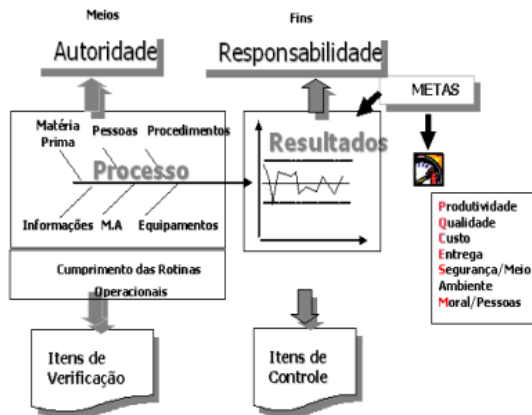 Meios
Fins
Autoridade
Responsabilidade
METAS
Matéria
Prima
Pessoas
Procedimentos
Processo
Informações
M.A
Equipamentos
Resultados
Cumprimento das Rotinas
Operacionais
Produtividade
Qualidade
Custo
Entrega
Segurança/Meio
Ambiente
Moral/Pessoas
Itens de
Verificação
Itens de
Controle